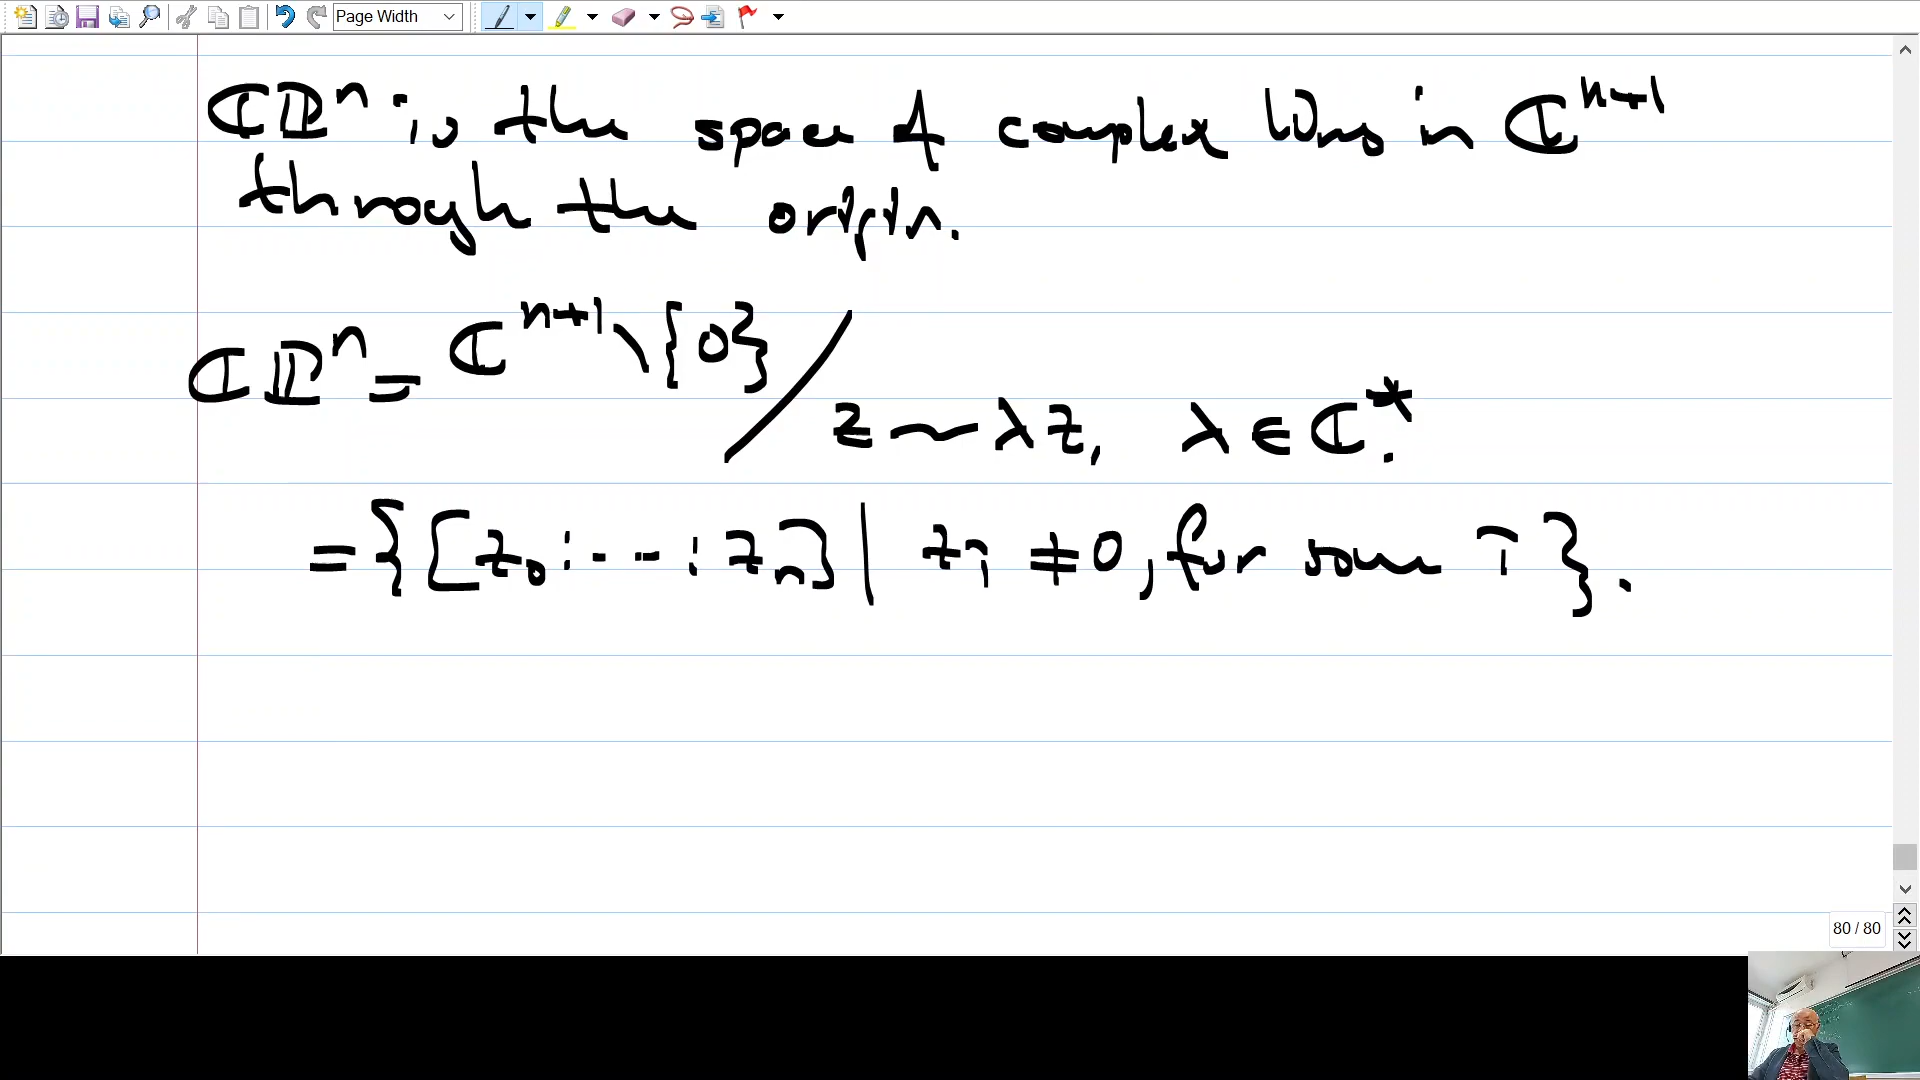 Page Width
ℂℙⁿ is the space of complex lines in ℂⁿ⁺¹
through the origin.
ℂℙⁿ = ℂⁿ⁺¹ \ {0} / z ~ λz, λ ∈ ℂ*.
= {[z₀ : ... : zₙ] | zᵢ ≠ 0, for some i}.
80 / 80